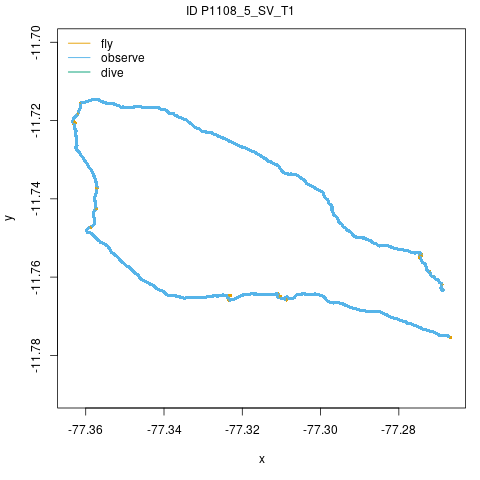 ID P1108_5_SV_T1
fly
observe
dive
-11.70
-11.72
-11.74
-11.76
-11.78
y
-77.36
-77.34
-77.32
-77.30
-77.28
x